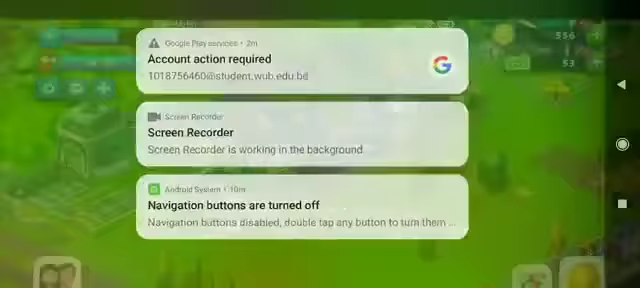 Google Play services • 2m
Account action required
1018756460@student.wub.edu.bd
Screen Recorder
Screen Recorder
Screen Recorder is working in the background
Android System • 10m
Navigation buttons are turned off
Navigation buttons disabled, double tap any button to turn them ...
556
53